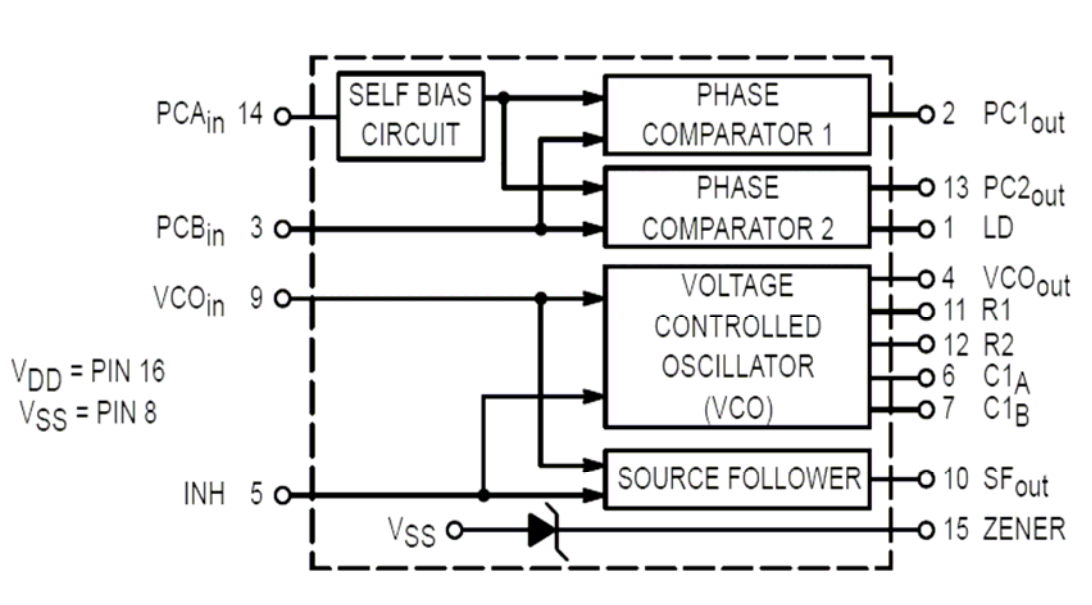 PCAin 14
SELF BIAS
CIRCUIT
PHASE
COMPARATOR 1
2 PC1out
PHASE
COMPARATOR 2
13 PC2out
1 LD
PCBin 3
VCOin 9
VOLTAGE
CONTROLLED
OSCILLATOR
(VCO)
4 VCOout
11 R1
12 R2
6 C1A
7 C1B
VDD = PIN 16
VSS = PIN 8
INH 5
SOURCE FOLLOWER
10 SFout
VSS
15 ZENER